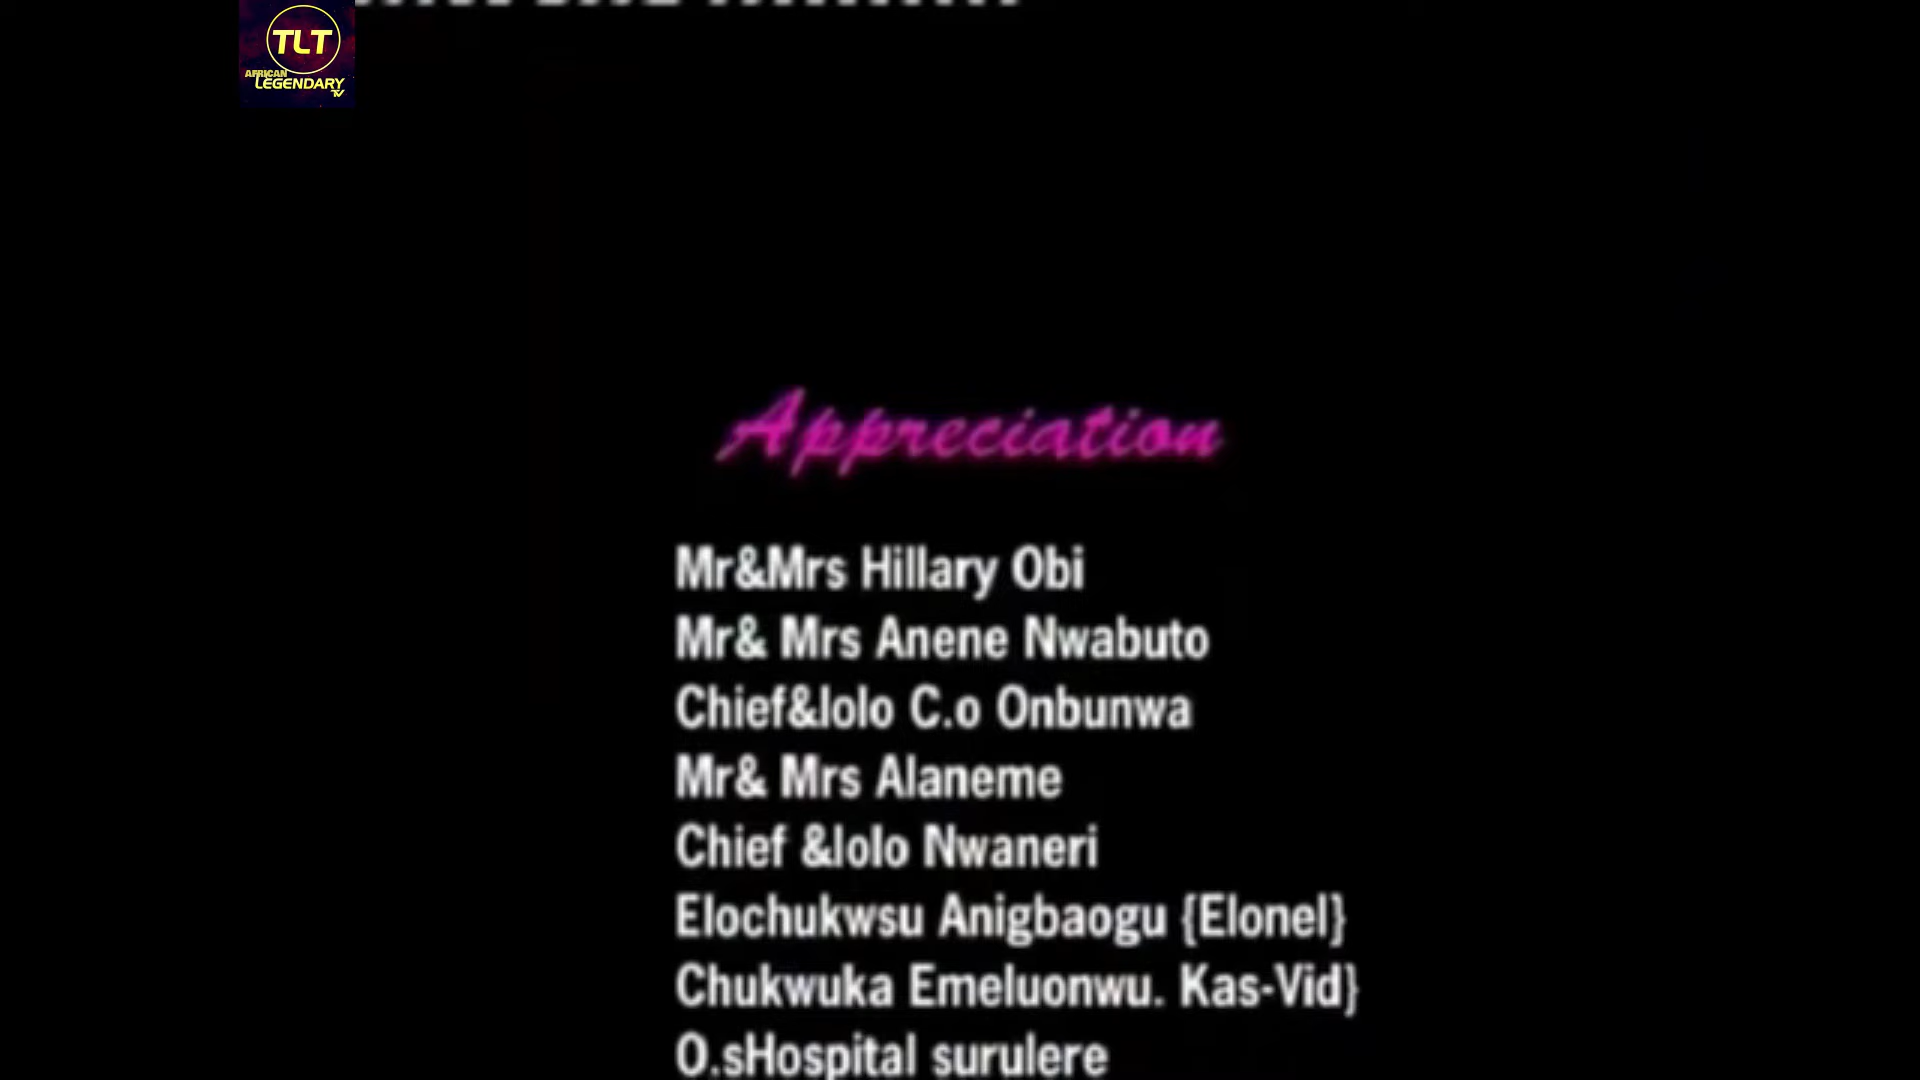 TLT
AFRICAN
LEGENDARY
TV
Appreciation
Mr&Mrs Hillary Obi
Mr& Mrs Anene Nwabuto
Chief&lolo C.o Onbunwa
Mr& Mrs Alaneme
Chief &lolo Nwaneri
Elochukwsu Anigbaogu {Elonel}
Chukwuka Emeluonwu. Kas-Vid}
O.sHospital surulere